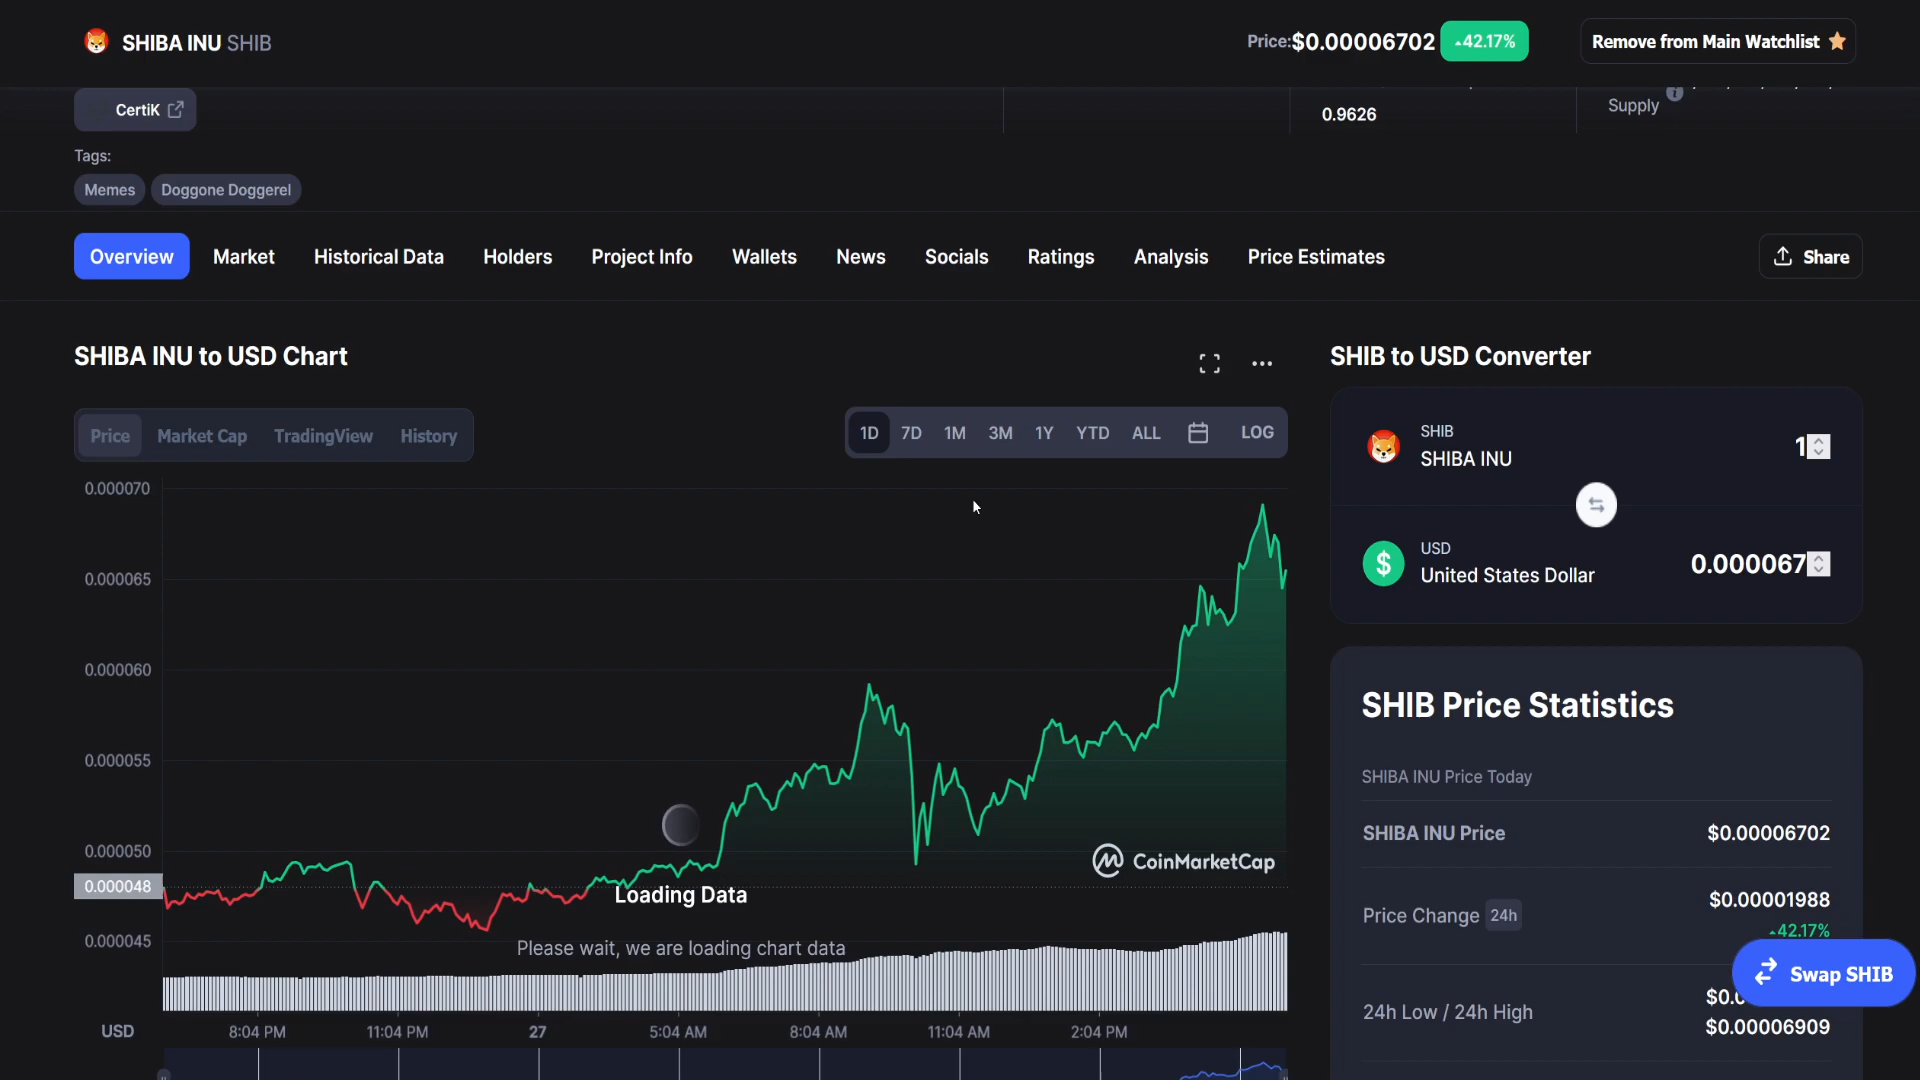 SHIBA INU SHIB
Price:$0.00006702 42.17%
Remove from Main Watchlist
CertiK
0.9626
Supply
Tags:
Memes Doggone Doggerel
Overview Market Historical Data Holders Project Info Wallets News Socials Ratings Analysis Price Estimates Share
SHIBA INU to USD Chart
Price Market Cap TradingView History
1D 7D 1M 3M 1Y YTD ALL LOG
0.000070
0.000065
0.000060
0.000055
0.000050
0.000048
0.000045
CoinMarketCap
Loading Data
Please wait, we are loading chart data
USD 8:04 PM 11:04 PM 27 5:04 AM 8:04 AM 11:04 AM 2:04 PM
SHIB to USD Converter
SHIB
SHIBA INU
1
USD
United States Dollar
0.000067
SHIB Price Statistics
SHIBA INU Price Today
SHIBA INU Price $0.00006702
Price Change 24h $0.00001988
42.17%
Swap SHIB
24h Low / 24h High
$0.00006909